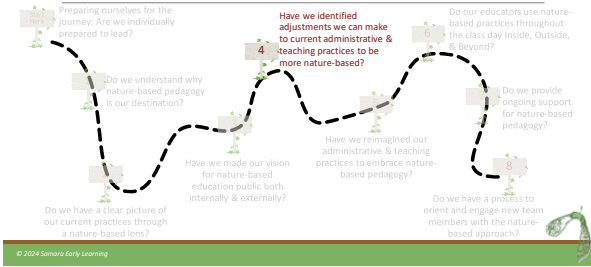 Start
Here
Preparing ourselves for the
journey: Are we individually
prepared to lead?
Do we understand why
nature-based pedagogy
is our destination?
Do we have a clear picture of
our current practices through
a nature-based lens?
Have we made our vision
for nature-based
education public both
internally & externally?
4
Have we identified
adjustments we can make
to current administrative &
teaching practices to be
more nature-based?
Have we reimagined our
administrative & teaching
practices to embrace nature-
based pedagogy?
6
Do our educators use nature-
based practices throughout
the class day Inside, Outside,
& Beyond?
Do we provide
ongoing support
for nature-based
pedagogy?
8
Do we have a process to
orient and engage new team
members with the nature-
based approach?
© 2024 Samara Early Learning